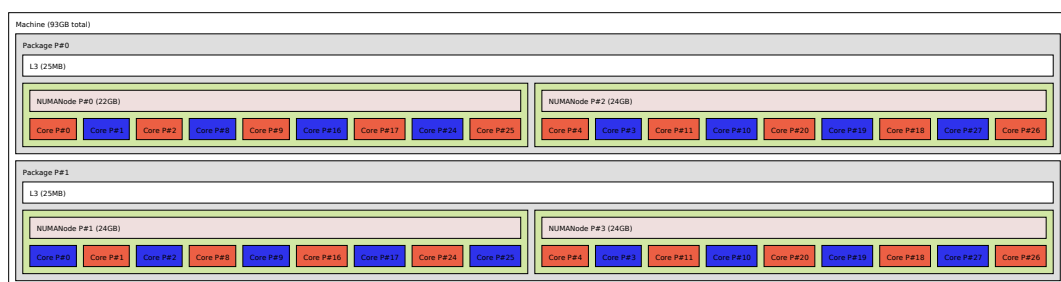 Machine (93GB total)
Package P#0
L3 (25MB)
NUMANode P#0 (22GB)
Core P#0 Core P#1 Core P#2 Core P#8 Core P#9 Core P#16 Core P#17 Core P#24 Core P#25
NUMANode P#2 (24GB)
Core P#4 Core P#3 Core P#11 Core P#10 Core P#20 Core P#19 Core P#18 Core P#27 Core P#26
Package P#1
L3 (25MB)
NUMANode P#1 (24GB)
Core P#0 Core P#1 Core P#2 Core P#8 Core P#9 Core P#16 Core P#17 Core P#24 Core P#25
NUMANode P#3 (24GB)
Core P#4 Core P#3 Core P#11 Core P#10 Core P#20 Core P#19 Core P#18 Core P#27 Core P#26